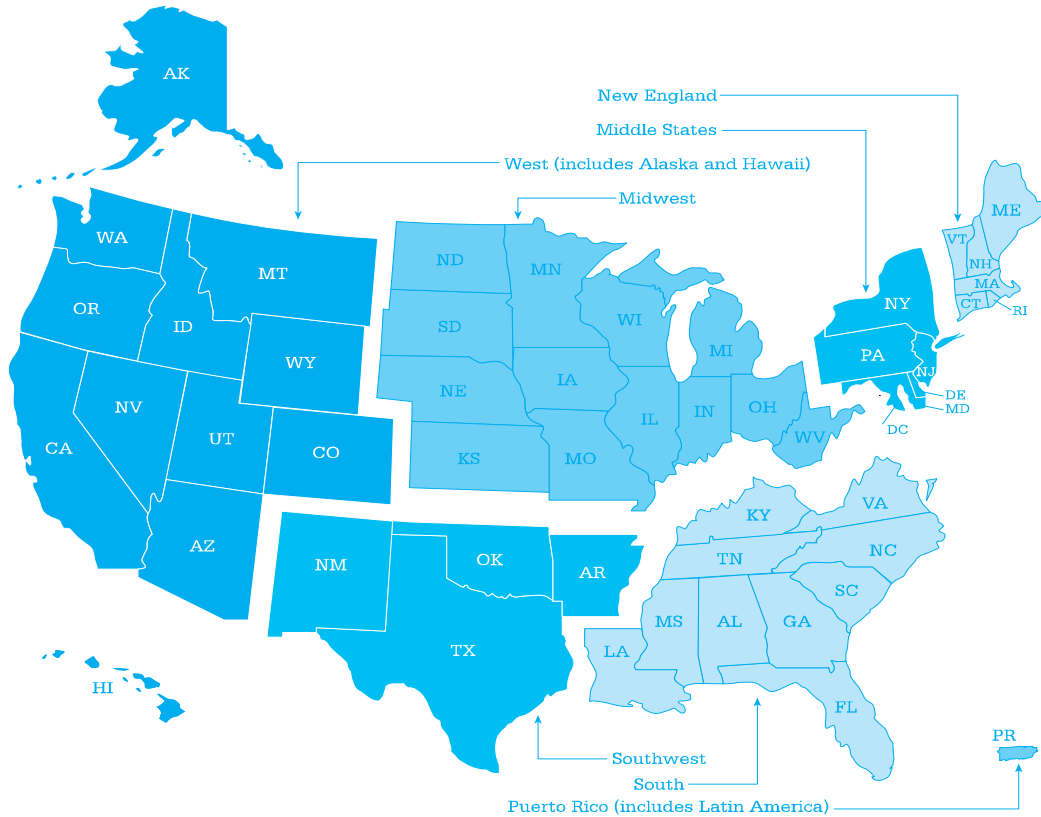 AK
New England
Middle States
West (includes Alaska and Hawaii)
Midwest
ME
VT
WA
NH
ND
MN
MT
MA
NY
CT
RI
OR
ID
SD
WI
MI
PA
WY
NJ
IA
NE
DE
OH
MD
NV
IL
IN
DC
UT
WV
CA
CO
KS
MO
VA
KY
AZ
NC
TN
OK
NM
AR
SC
MS
AL
GA
TX
LA
HI
FL
PR
Southwest
South
Puerto Rico (includes Latin America)